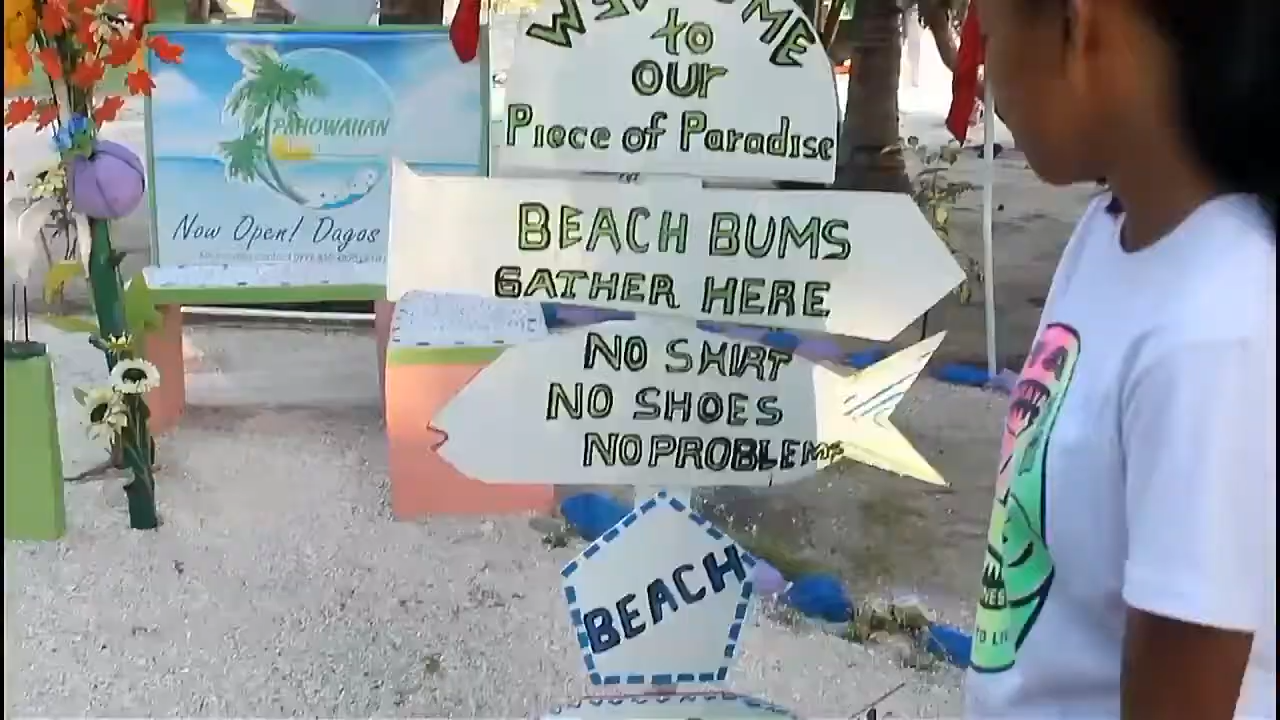 WELCOME
to
our
Piece of Paradise
PAHOWAHAN
Now Open! Dagos
BEACH BUMS
GATHER HERE
NO SHIRT
NO SHOES
NO PROBLEMS
BEACH